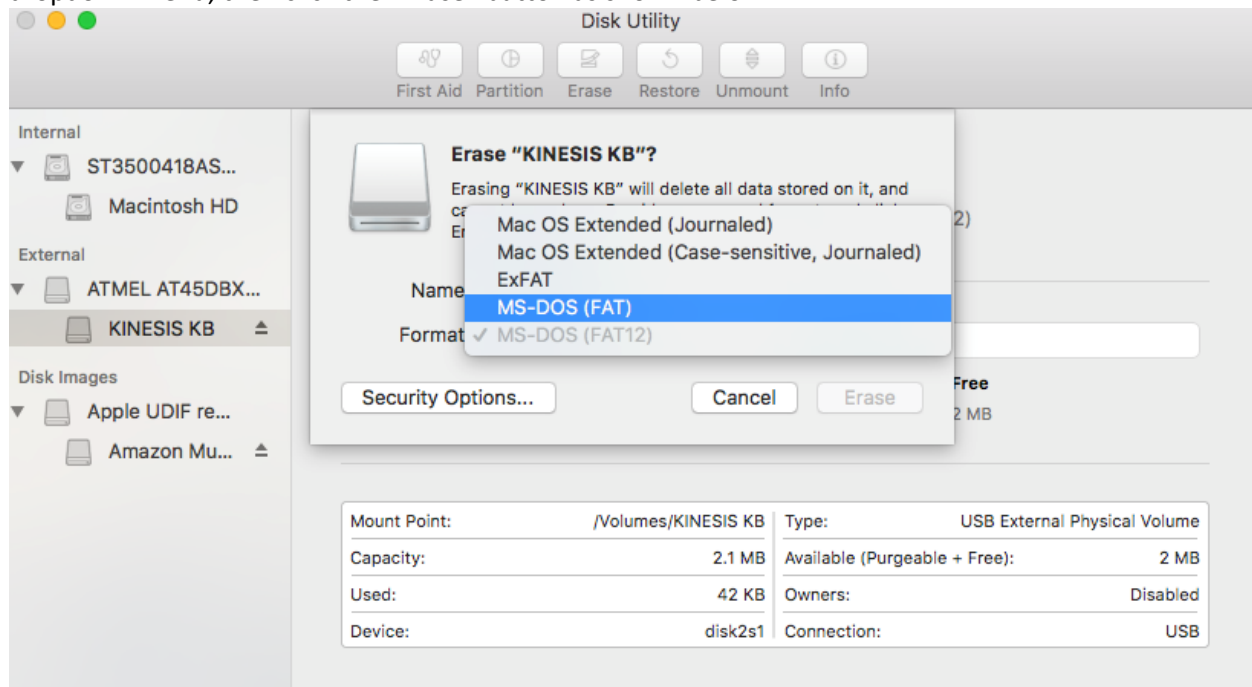 Disk Utility
First Aid Partition Erase Restore Unmount Info
Internal
ST3500418AS...
Macintosh HD
External
ATMEL AT45DBX...
KINESIS KB
Disk Images
Apple UDIF re...
Amazon Mu...
Erase “KINESIS KB”?
Erasing “KINESIS KB” will delete all data stored on it, and
2)
Mac OS Extended (Journaled)
Mac OS Extended (Case-sensitive, Journaled)
ExFAT
Name
MS-DOS (FAT)
Format ✓ MS-DOS (FAT12)
Security Options... Cancel Erase
Free
2 MB
Mount Point: /Volumes/KINESIS KB Type: USB External Physical Volume
Capacity: 2.1 MB Available (Purgeable + Free): 2 MB
Used: 42 KB Owners: Disabled
Device: disk2s1 Connection: USB